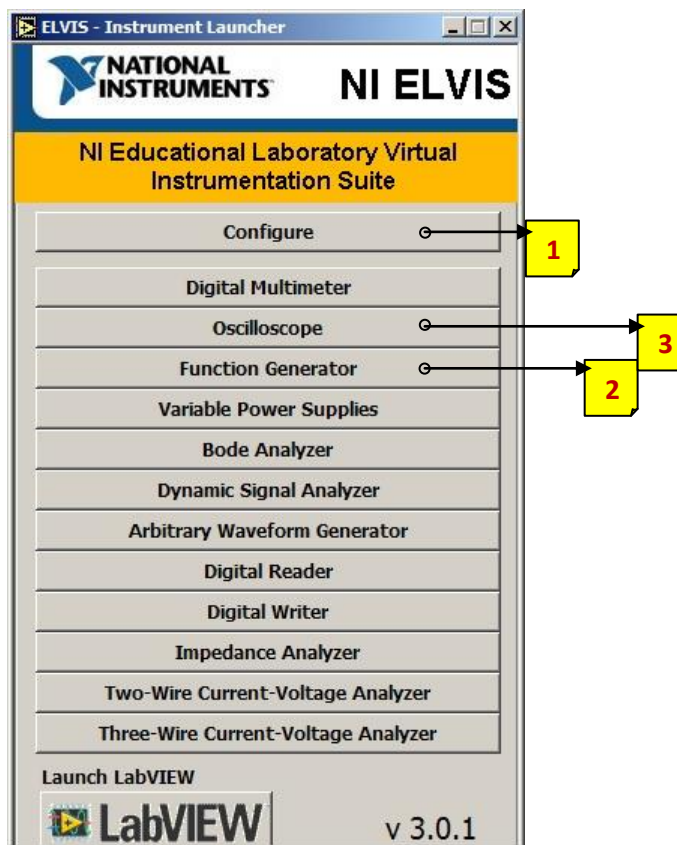 ELVIS - Instrument Launcher
NATIONAL
INSTRUMENTS
NI ELVIS
NI Educational Laboratory Virtual
Instrumentation Suite
Configure
1
Digital Multimeter
Oscilloscope
3
Function Generator
2
Variable Power Supplies
Bode Analyzer
Dynamic Signal Analyzer
Arbitrary Waveform Generator
Digital Reader
Digital Writer
Impedance Analyzer
Two-Wire Current-Voltage Analyzer
Three-Wire Current-Voltage Analyzer
Launch LabVIEW
LabVIEW
v 3.0.1